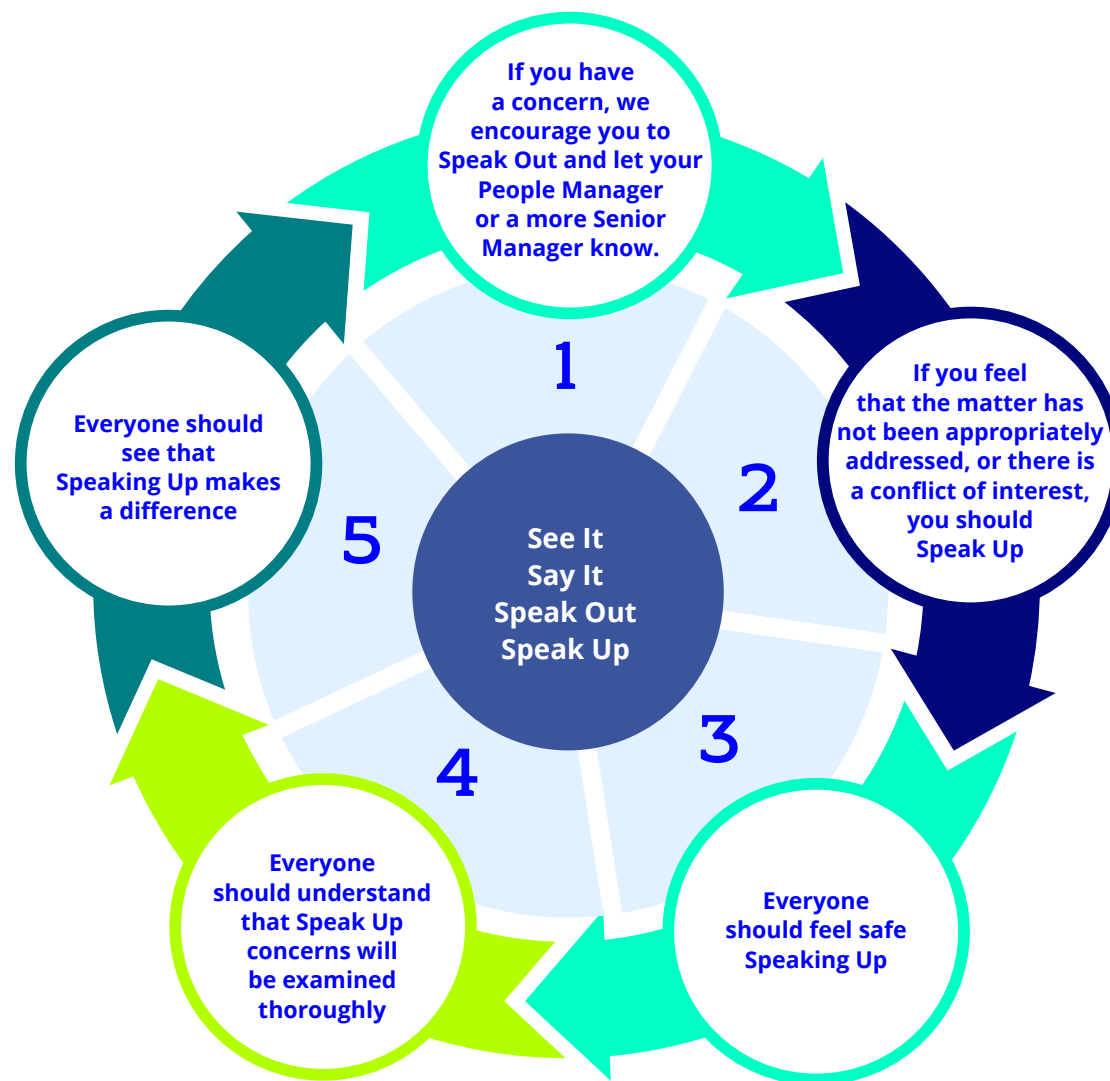 If you have
a concern, we
encourage you to
Speak Out and let your
People Manager
or a more Senior
Manager know.
1
If you feel
that the matter has
not been appropriately
addressed, or there is
a conflict of interest,
you should
Speak Up
2
Everyone
should feel safe
Speaking Up
3
Everyone
should understand
that Speak Up
concerns will
be examined
thoroughly
4
Everyone should
see that
Speaking Up makes
a difference
5
See It
Say It
Speak Out
Speak Up